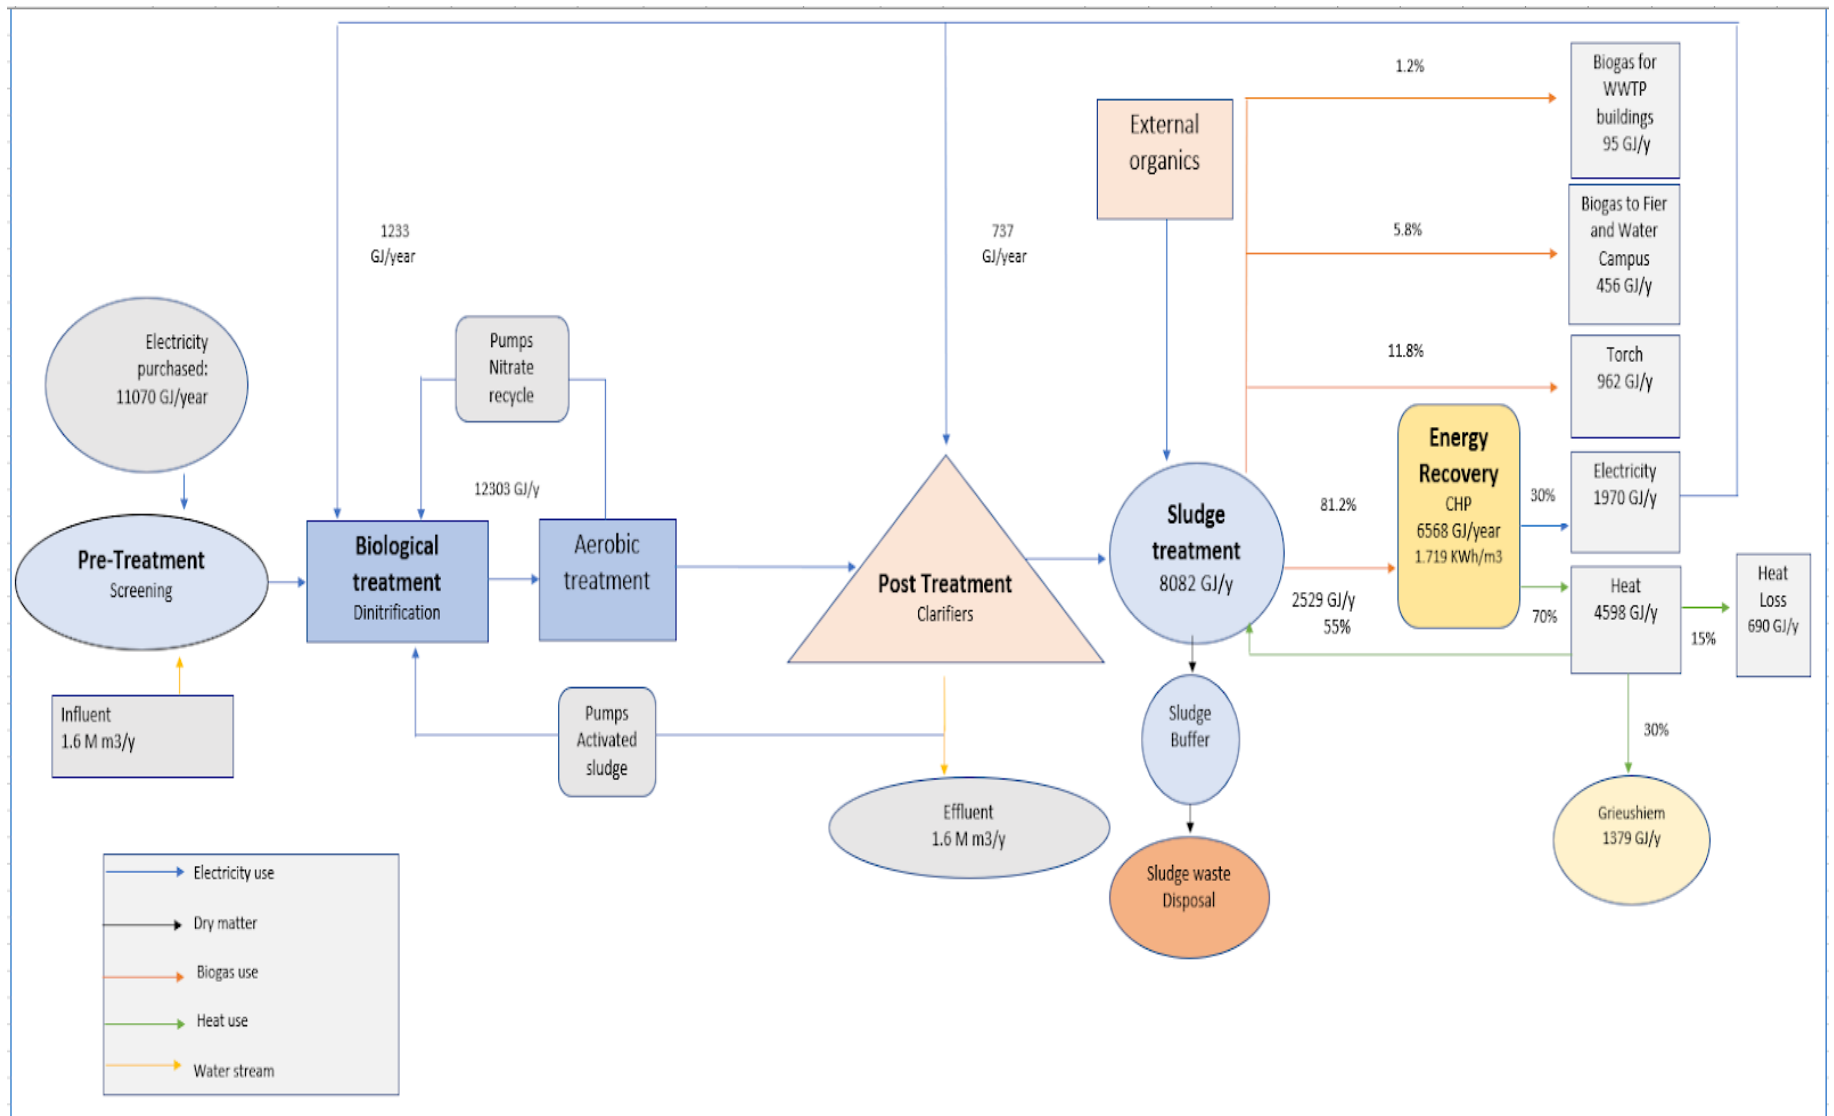 1.2%
Biogas for
WWTP
buildings
95 GJ/y
External
organics
Biogas to Fier
and Water
Campus
456 GJ/y
5.8%
1233
GJ/year
737
GJ/year
Electricity
purchased:
11070 GJ/year
Pumps
Nitrate
recycle
11.8%
Torch
962 GJ/y
12303 GJ/y
Energy
Recovery
CHP
6568 GJ/year
1.719 KWh/m3
81.2%
30%
Electricity
1970 GJ/y
Pre-Treatment
Screening
Biological
treatment
Dinitrification
Aerobic
treatment
Post Treatment
Clarifiers
Sludge
treatment
8082 GJ/y
2529 GJ/y
55%
70%
Heat
4598 GJ/y
15%
Heat
Loss
690 GJ/y
Influent
1.6 M m3/y
Pumps
Activated
sludge
Sludge
Buffer
30%
Effluent
1.6 M m3/y
Grieushiem
1379 GJ/y
Sludge waste
Disposal
Electricity use
Dry matter
Biogas use
Heat use
Water stream